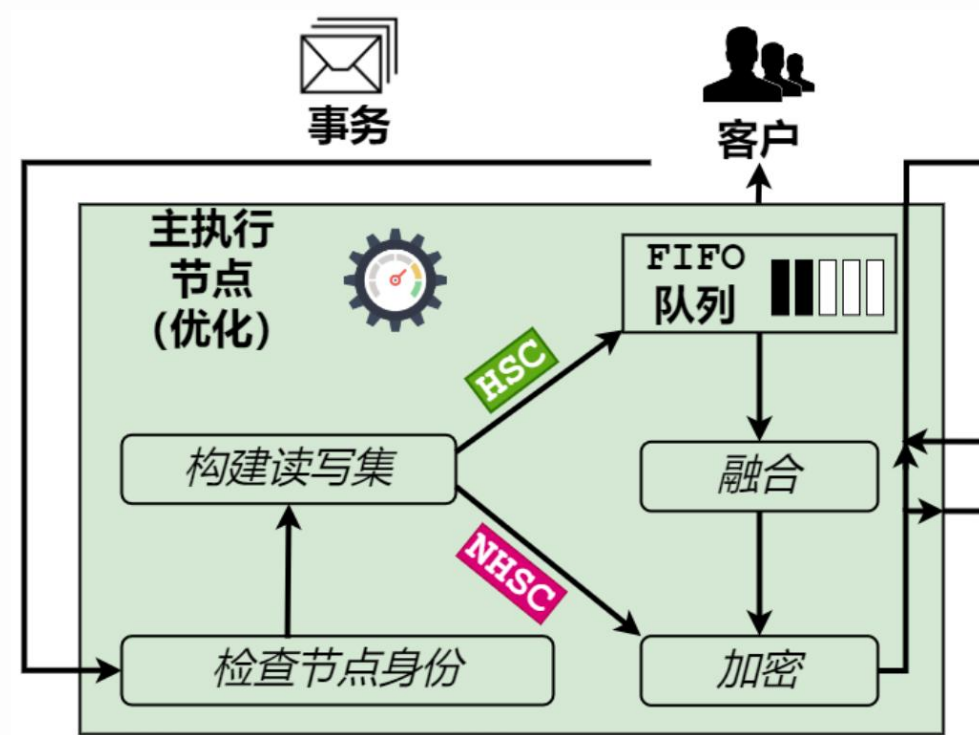 事务
客户
主执行
节点
(优化)
FIFO
队列
HSC
构建读写集
融合
NHSC
检查节点身份
加密